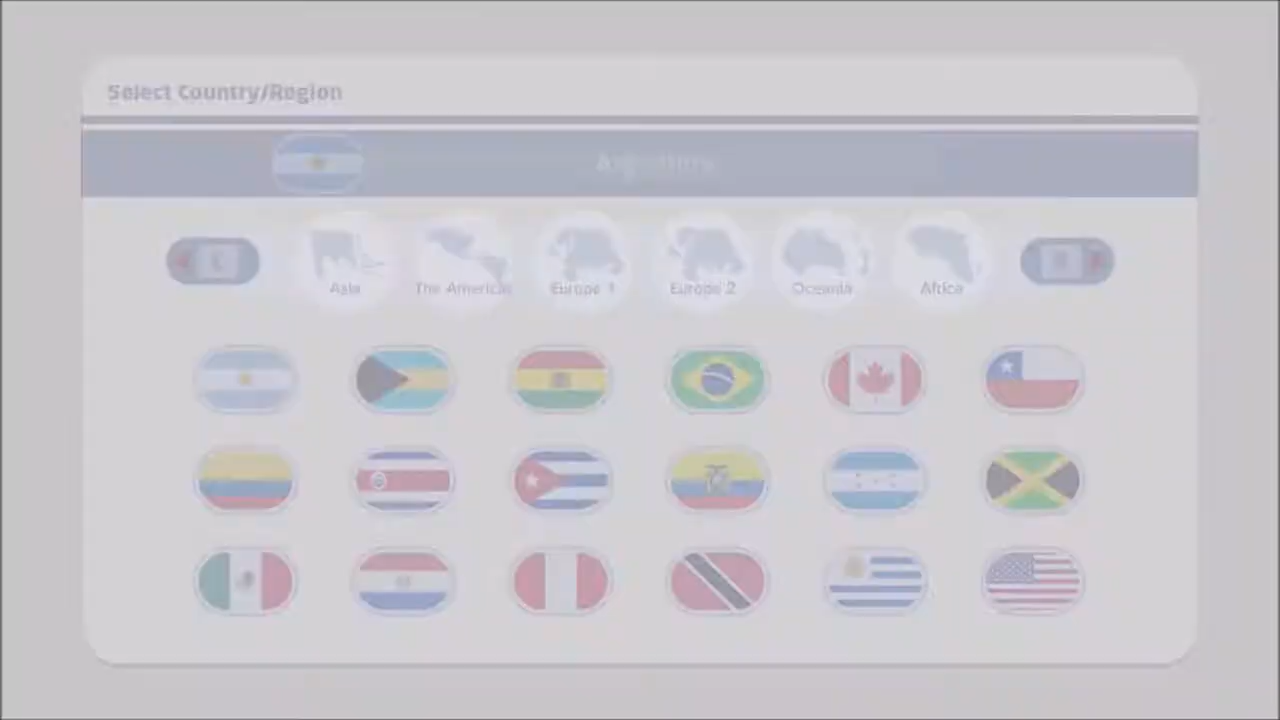 Select Country/Region
Argentina
L
R
Asia
The Americas
Europe 1
Europe 2
Oceania
Africa